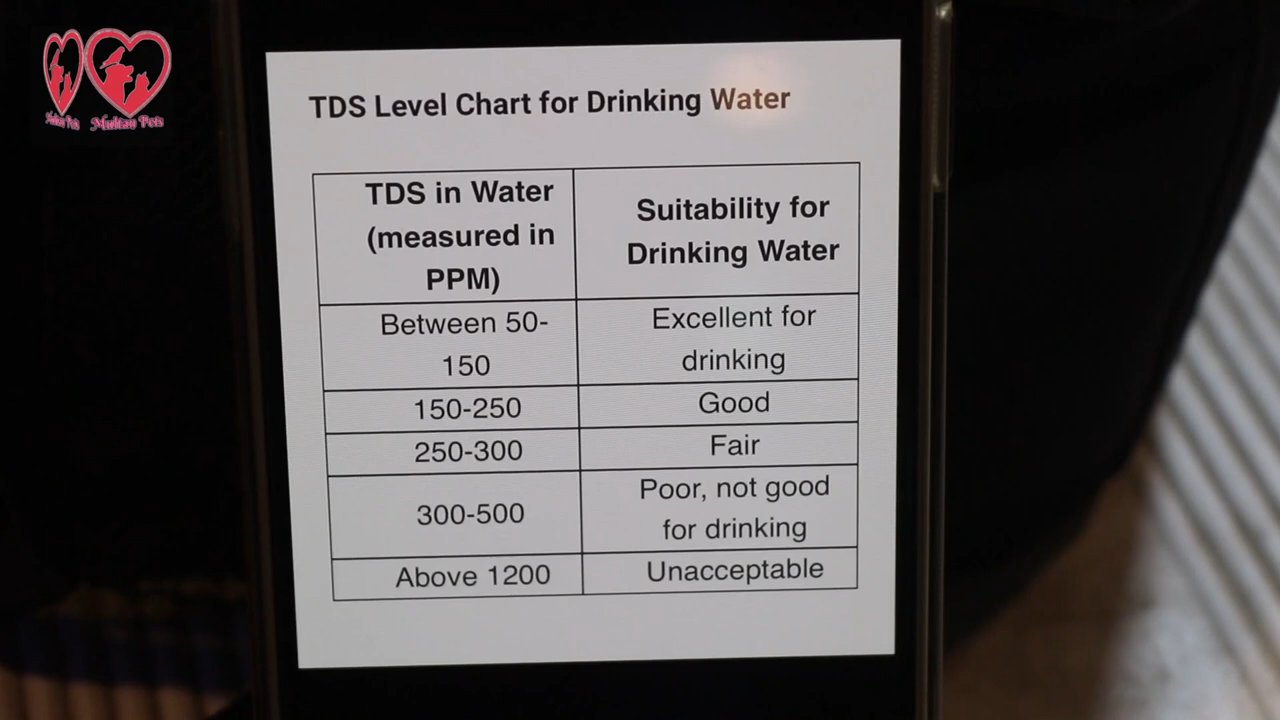 Multan Pets
TDS Level Chart for Drinking Water
TDS in Water
(measured in
PPM)
Suitability for
Drinking Water
Between 50-
150
Excellent for
drinking
150-250
Good
250-300
Fair
300-500
Poor, not good
for drinking
Above 1200
Unacceptable